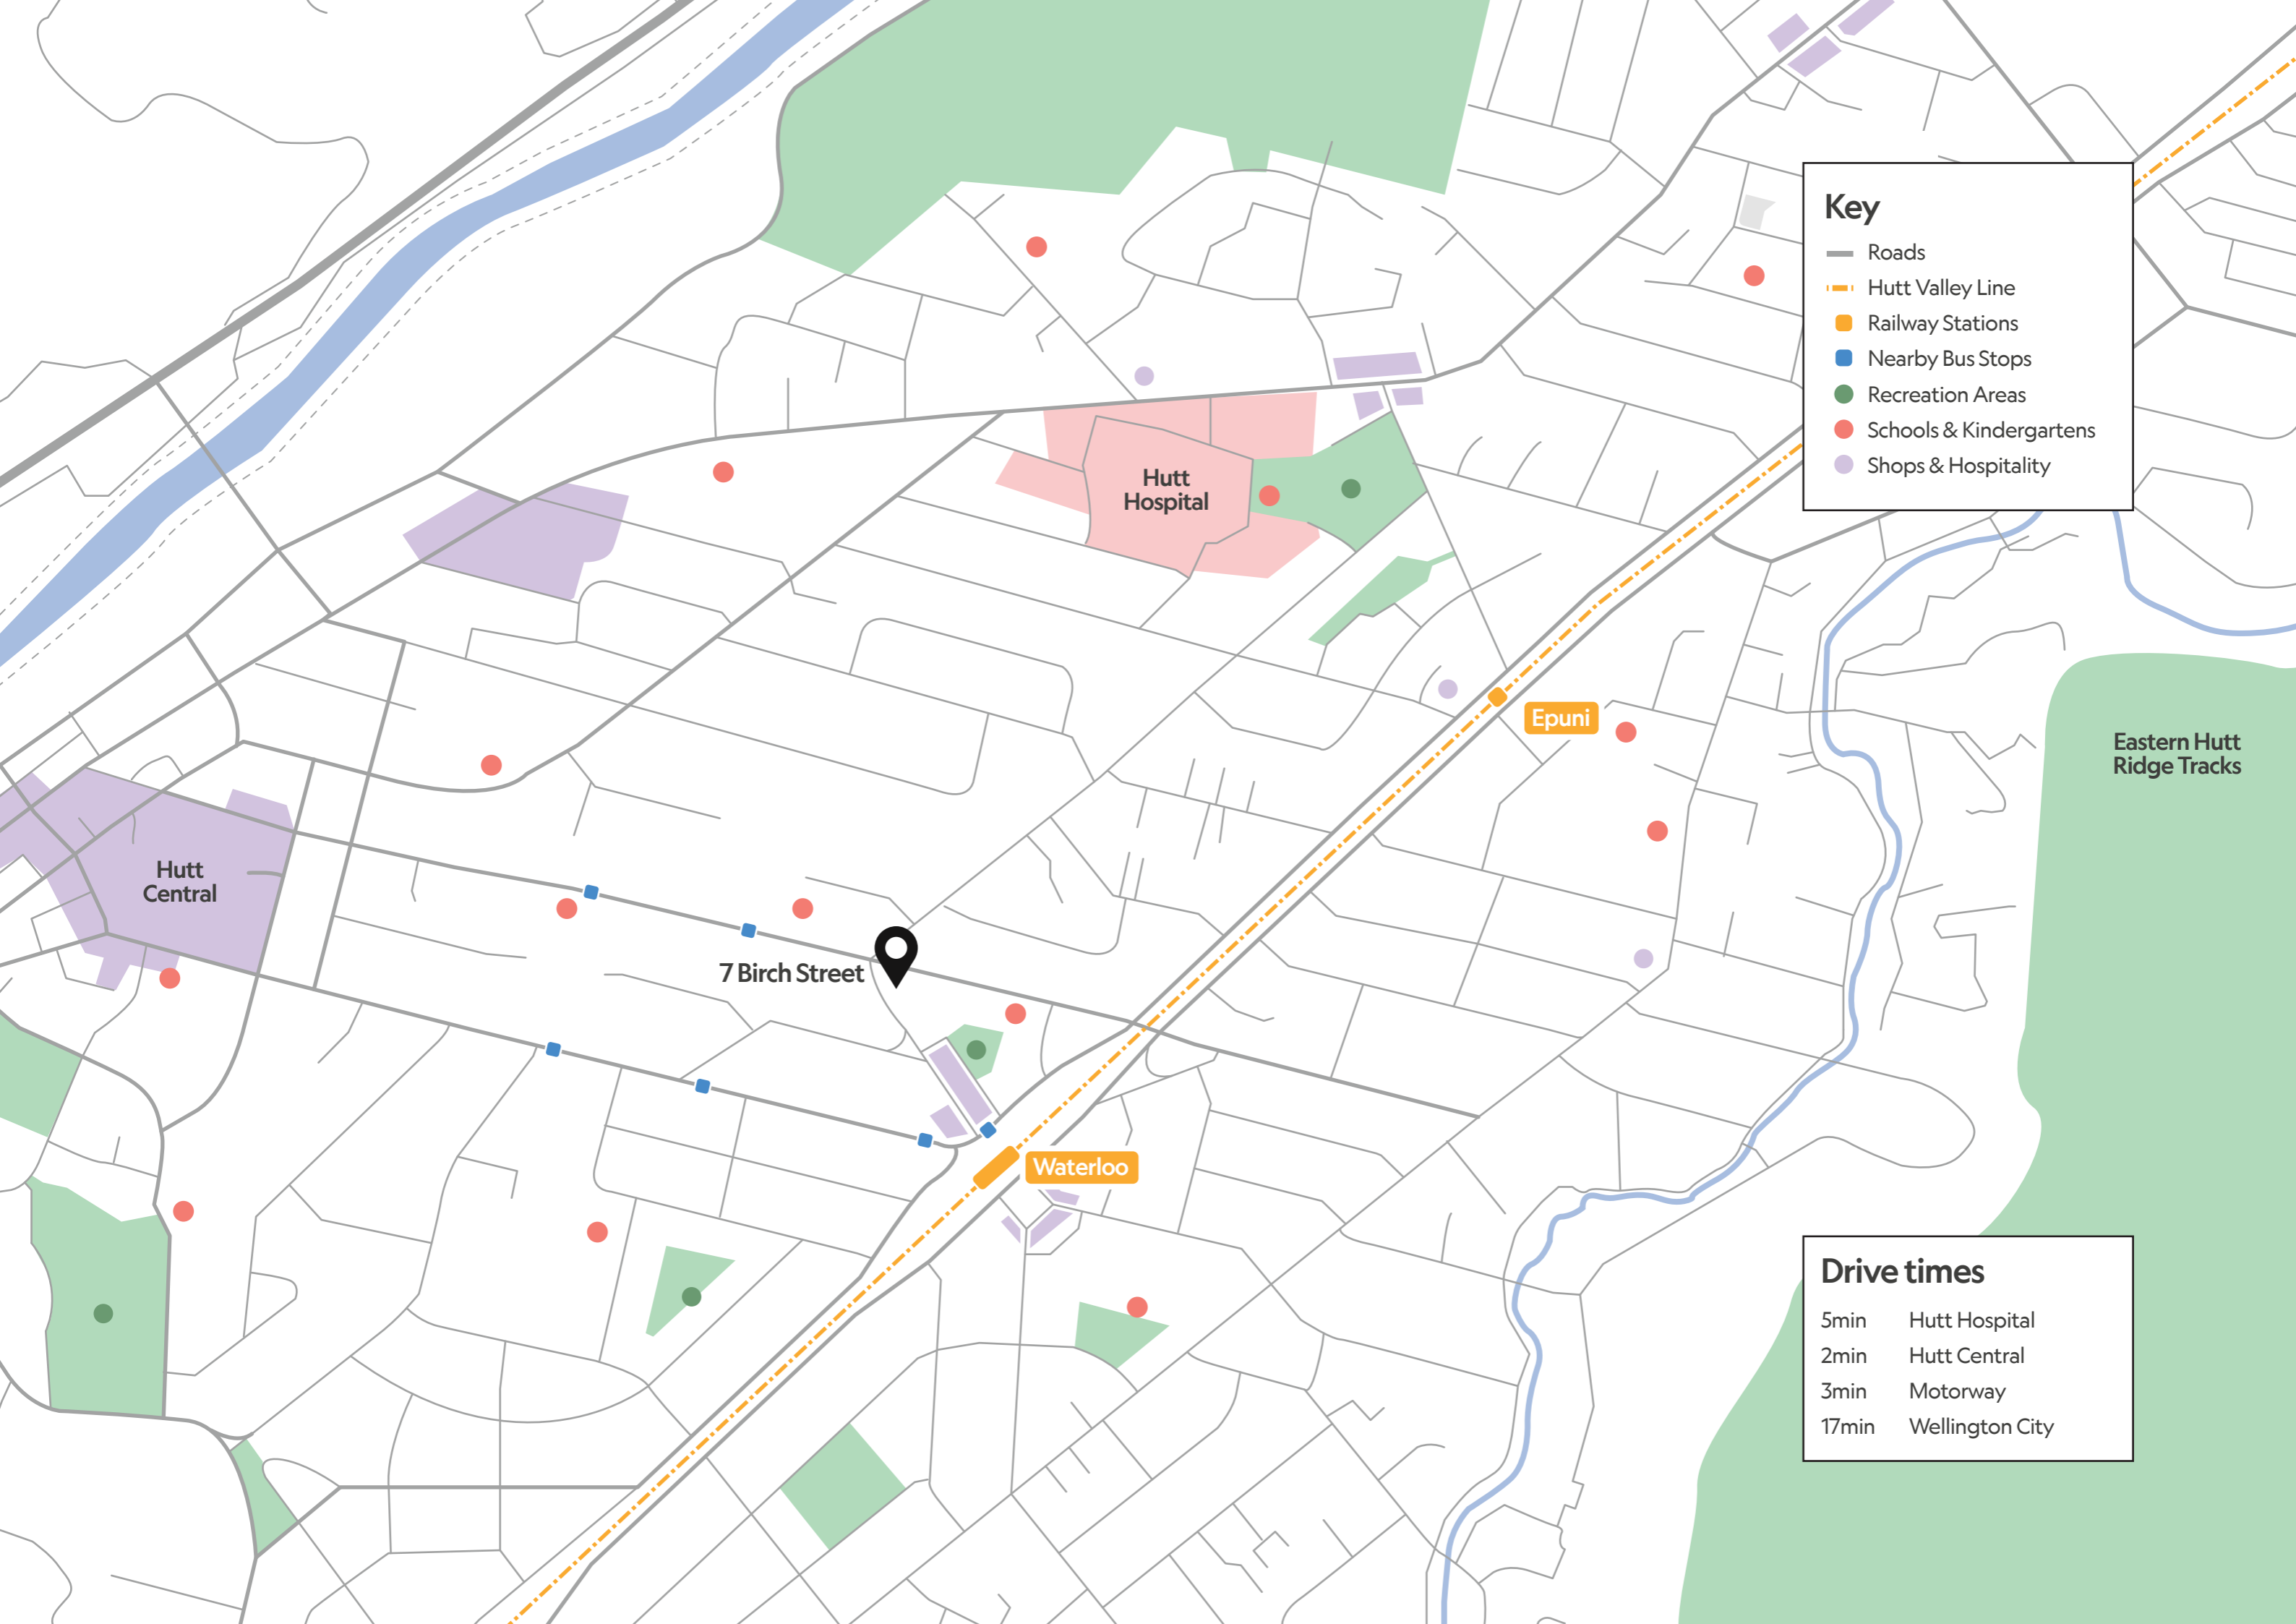 Key
Roads
Hutt Valley Line
Railway Stations
Nearby Bus Stops
Recreation Areas
Schools & Kindergartens
Shops & Hospitality
Hutt
Hospital
Epuni
Eastern Hutt
Ridge Tracks
Hutt
Central
7 Birch Street
Waterloo
Drive times
5min Hutt Hospital
2min Hutt Central
3min Motorway
17min Wellington City